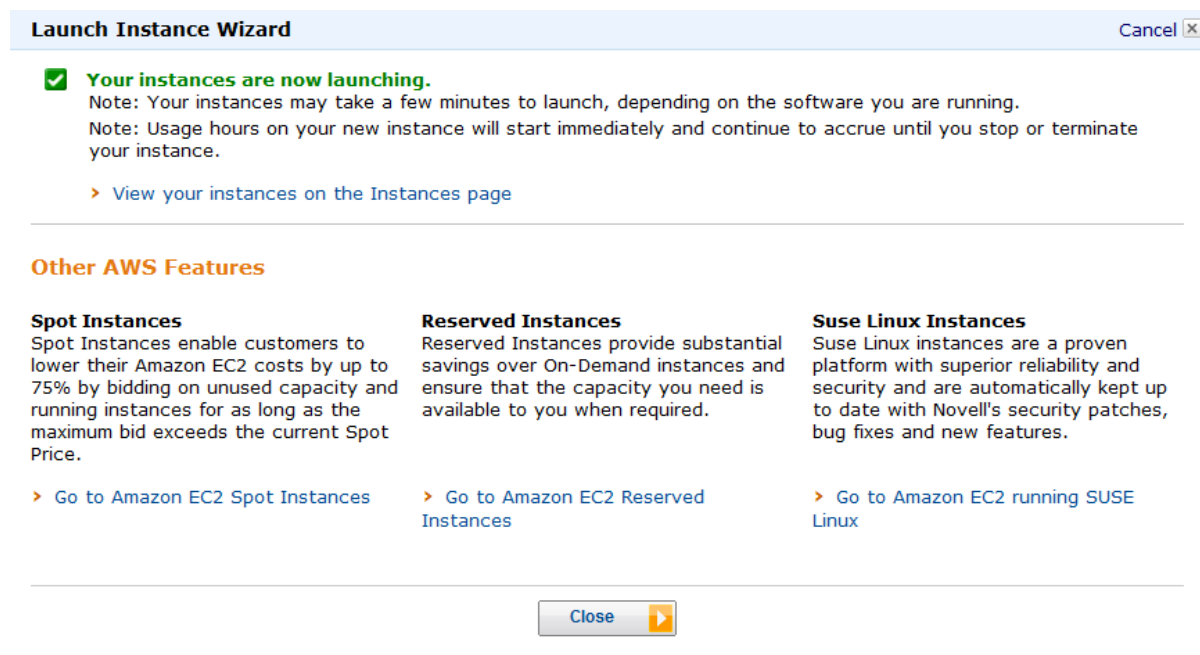 Launch Instance Wizard
Cancel
Your instances are now launching.
Note: Your instances may take a few minutes to launch, depending on the software you are running.
Note: Usage hours on your new instance will start immediately and continue to accrue until you stop or terminate
your instance.
View your instances on the Instances page
Other AWS Features
Spot Instances
Spot Instances enable customers to
lower their Amazon EC2 costs by up to
75% by bidding on unused capacity and
running instances for as long as the
maximum bid exceeds the current Spot
Price.
Go to Amazon EC2 Spot Instances
Reserved Instances
Reserved Instances provide substantial
savings over On-Demand instances and
ensure that the capacity you need is
available to you when required.
Go to Amazon EC2 Reserved
Instances
Suse Linux Instances
Suse Linux instances are a proven
platform with superior reliability and
security and are automatically kept up
to date with Novell's security patches,
bug fixes and new features.
Go to Amazon EC2 running SUSE
Linux
Close